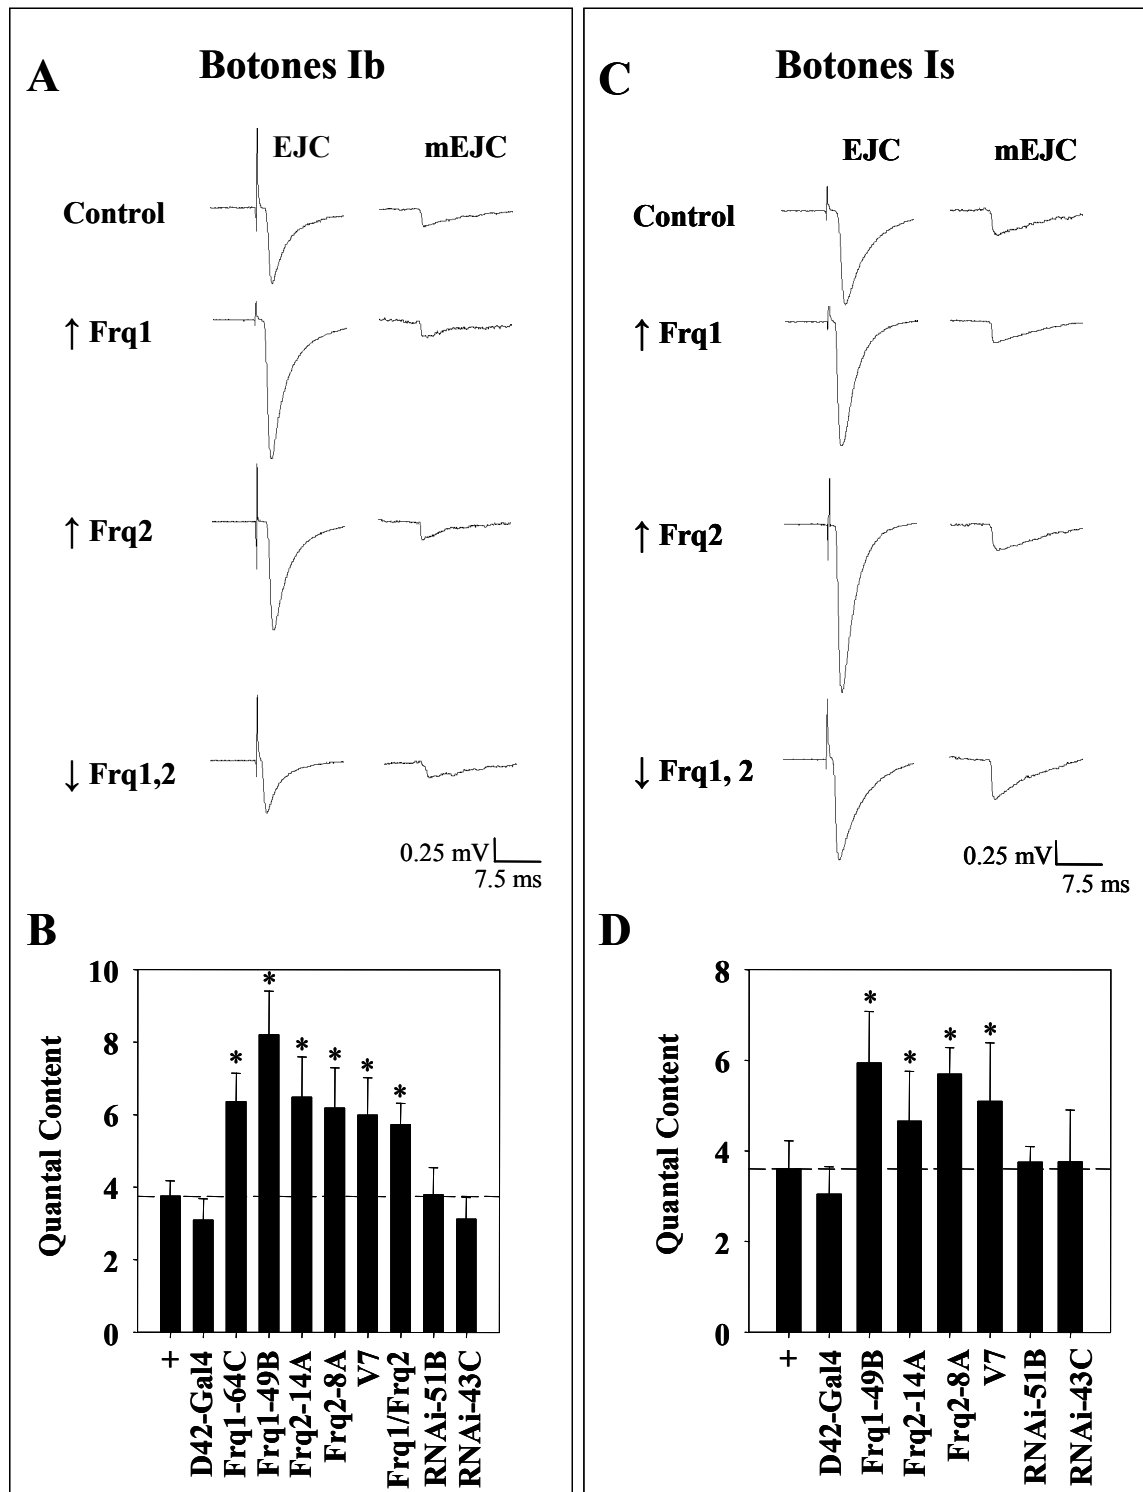 A
Botones Ib
EJC
mEJC
Control
↑ Frq1
↑ Frq2
↓ Frq1,2
0.25 mV
7.5 ms
B
Quantal Content
10
8
6
4
2
0
*
*
*
*
*
*
+
D42-Gal4
Frq1-64C
Frq1-49B
Frq2-14A
Frq2-8A
V7
Frq1/Frq2
RNAi-51B
RNAi-43C
C
Botones Is
EJC
mEJC
Control
↑ Frq1
↑ Frq2
↓ Frq1, 2
0.25 mV
7.5 ms
D
Quantal Content
8
6
4
2
0
*
*
*
*
+
D42-Gal4
Frq1-49B
Frq2-14A
Frq2-8A
V7
RNAi-51B
RNAi-43C